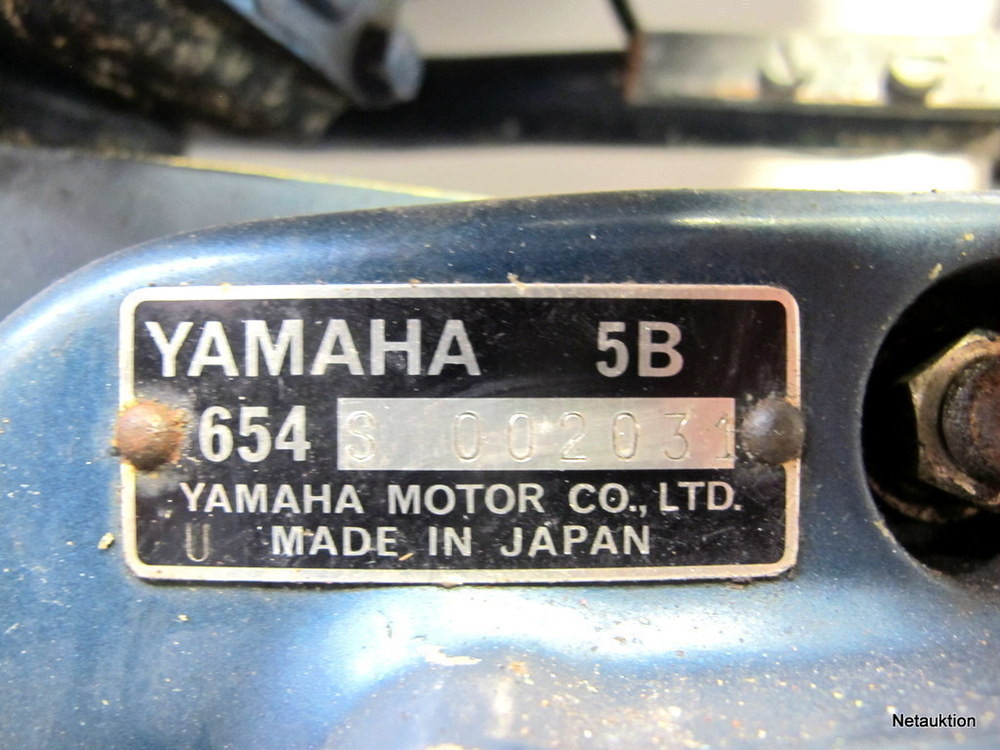 YAMAHA 5B
654 S 002031
YAMAHA MOTOR CO., LTD.
U MADE IN JAPAN
Netauktion